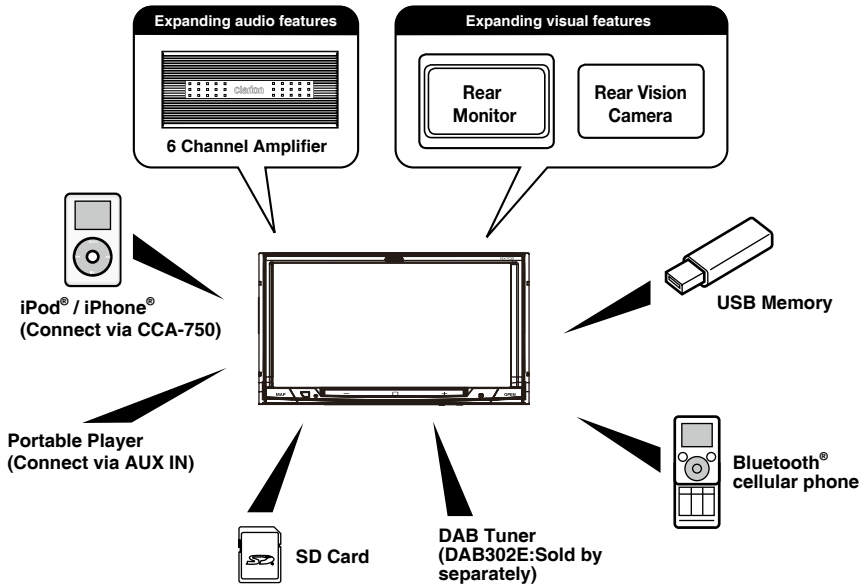 Expanding audio features
clarion
6 Channel Amplifier
Expanding visual features
Rear
Monitor
Rear Vision
Camera
iPod® / iPhone®
(Connect via CCA-750)
USB Memory
MAP
−
+
OPEN
Portable Player
(Connect via AUX IN)
Bluetooth®
cellular phone
SD
SD Card
DAB Tuner
(DAB302E:Sold by
separately)